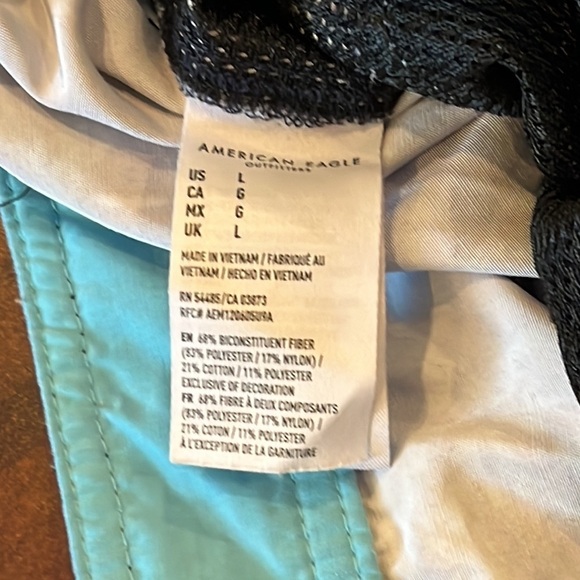 AMERICAN EAGLE
OUTFITTERS
US L
CA G
MX G
UK L
MADE IN VIETNAM / FABRIQUÉ AU
VIETNAM / HECHO EN VIETNAM
RN 54485/CA 03873
RFC# AEM120605U9A
EN 68% BICONSTITUENT FIBER
(83% POLYESTER / 17% NYLON) /
21% COTTON / 11% POLYESTER
EXCLUSIVE OF DECORATION
FR 68% FIBRE À DEUX COMPOSANTS
(83% POLYESTER / 17% NYLON) /
21% COTON / 11% POLYESTER
À L'EXCEPTION DE LA GARNITURE